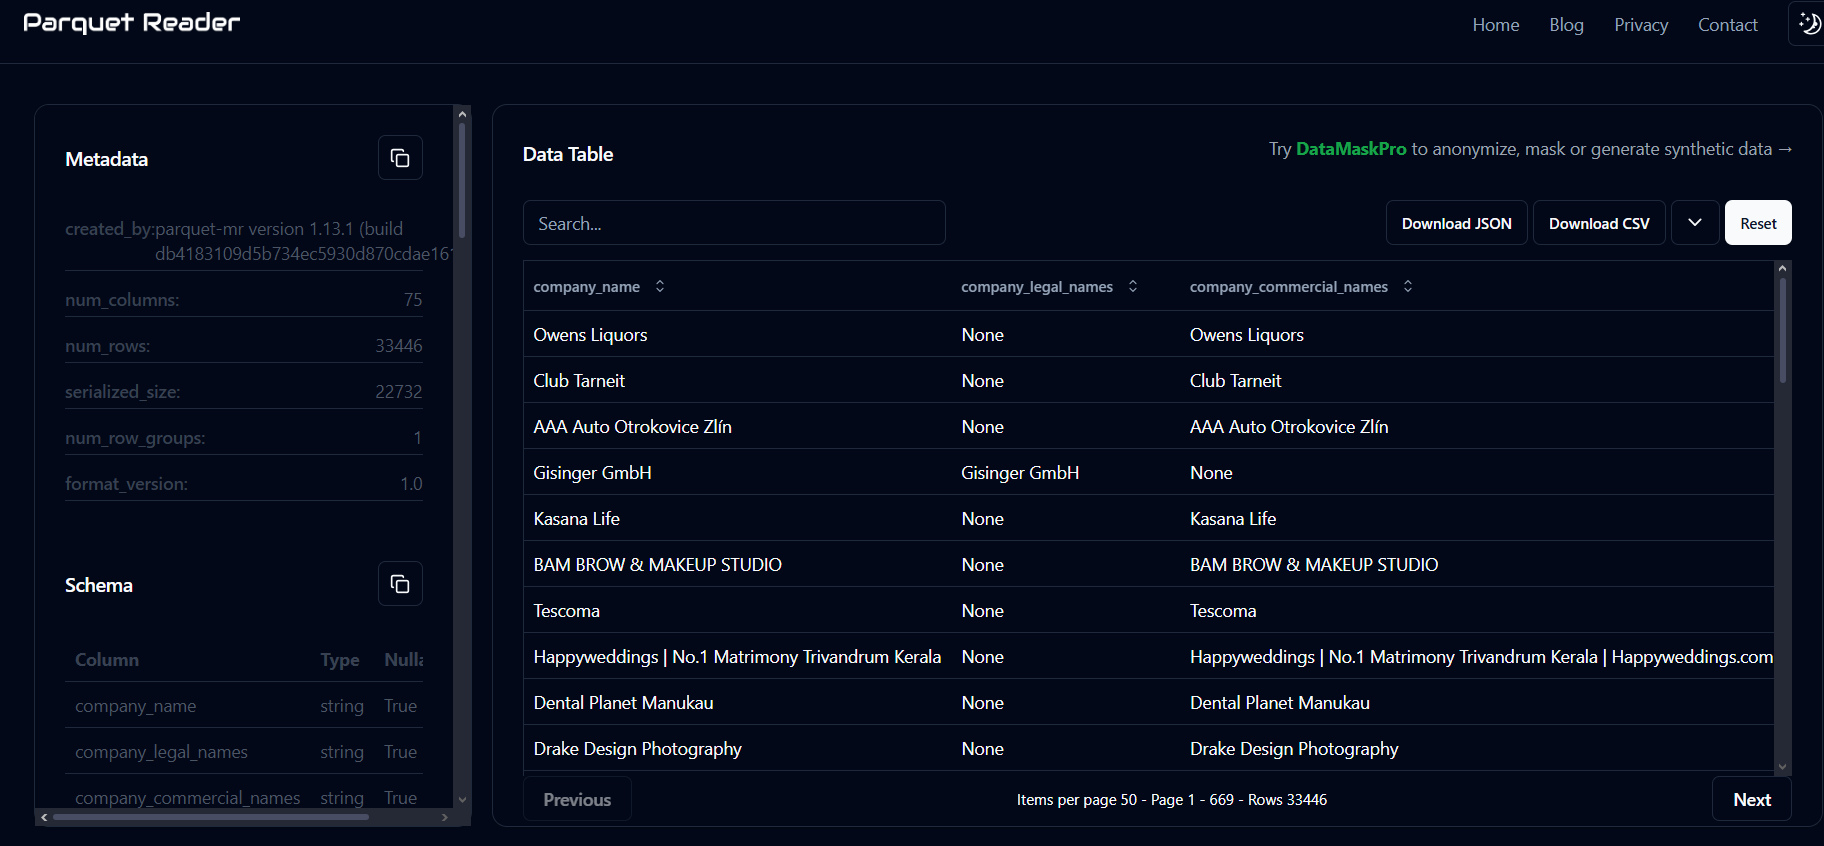 Parquet Reader
Home Blog Privacy Contact
Metadata
created_by: parquet-mr version 1.13.1 (build
db4183109d5b734ec5930d870cdae161
num_columns: 75
num_rows: 33446
serialized_size: 22732
num_row_groups: 1
format_version: 1.0
Schema
Column Type Nulla
company_name string True
company_legal_names string True
company_commercial_names string True
Data Table
Try DataMaskPro to anonymize, mask or generate synthetic data →
Search...
Download JSON Download CSV Reset
company_name company_legal_names company_commercial_names
Owens Liquors None Owens Liquors
Club Tarneit None Club Tarneit
AAA Auto Otrokovice Zlín None AAA Auto Otrokovice Zlín
Gisinger GmbH Gisinger GmbH None
Kasana Life None Kasana Life
BAM BROW & MAKEUP STUDIO None BAM BROW & MAKEUP STUDIO
Tescoma None Tescoma
Happyweddings | No.1 Matrimony Trivandrum Kerala None Happyweddings | No.1 Matrimony Trivandrum Kerala | Happyweddings.com
Dental Planet Manukau None Dental Planet Manukau
Drake Design Photography None Drake Design Photography
Previous Items per page 50 - Page 1 - 669 - Rows 33446 Next